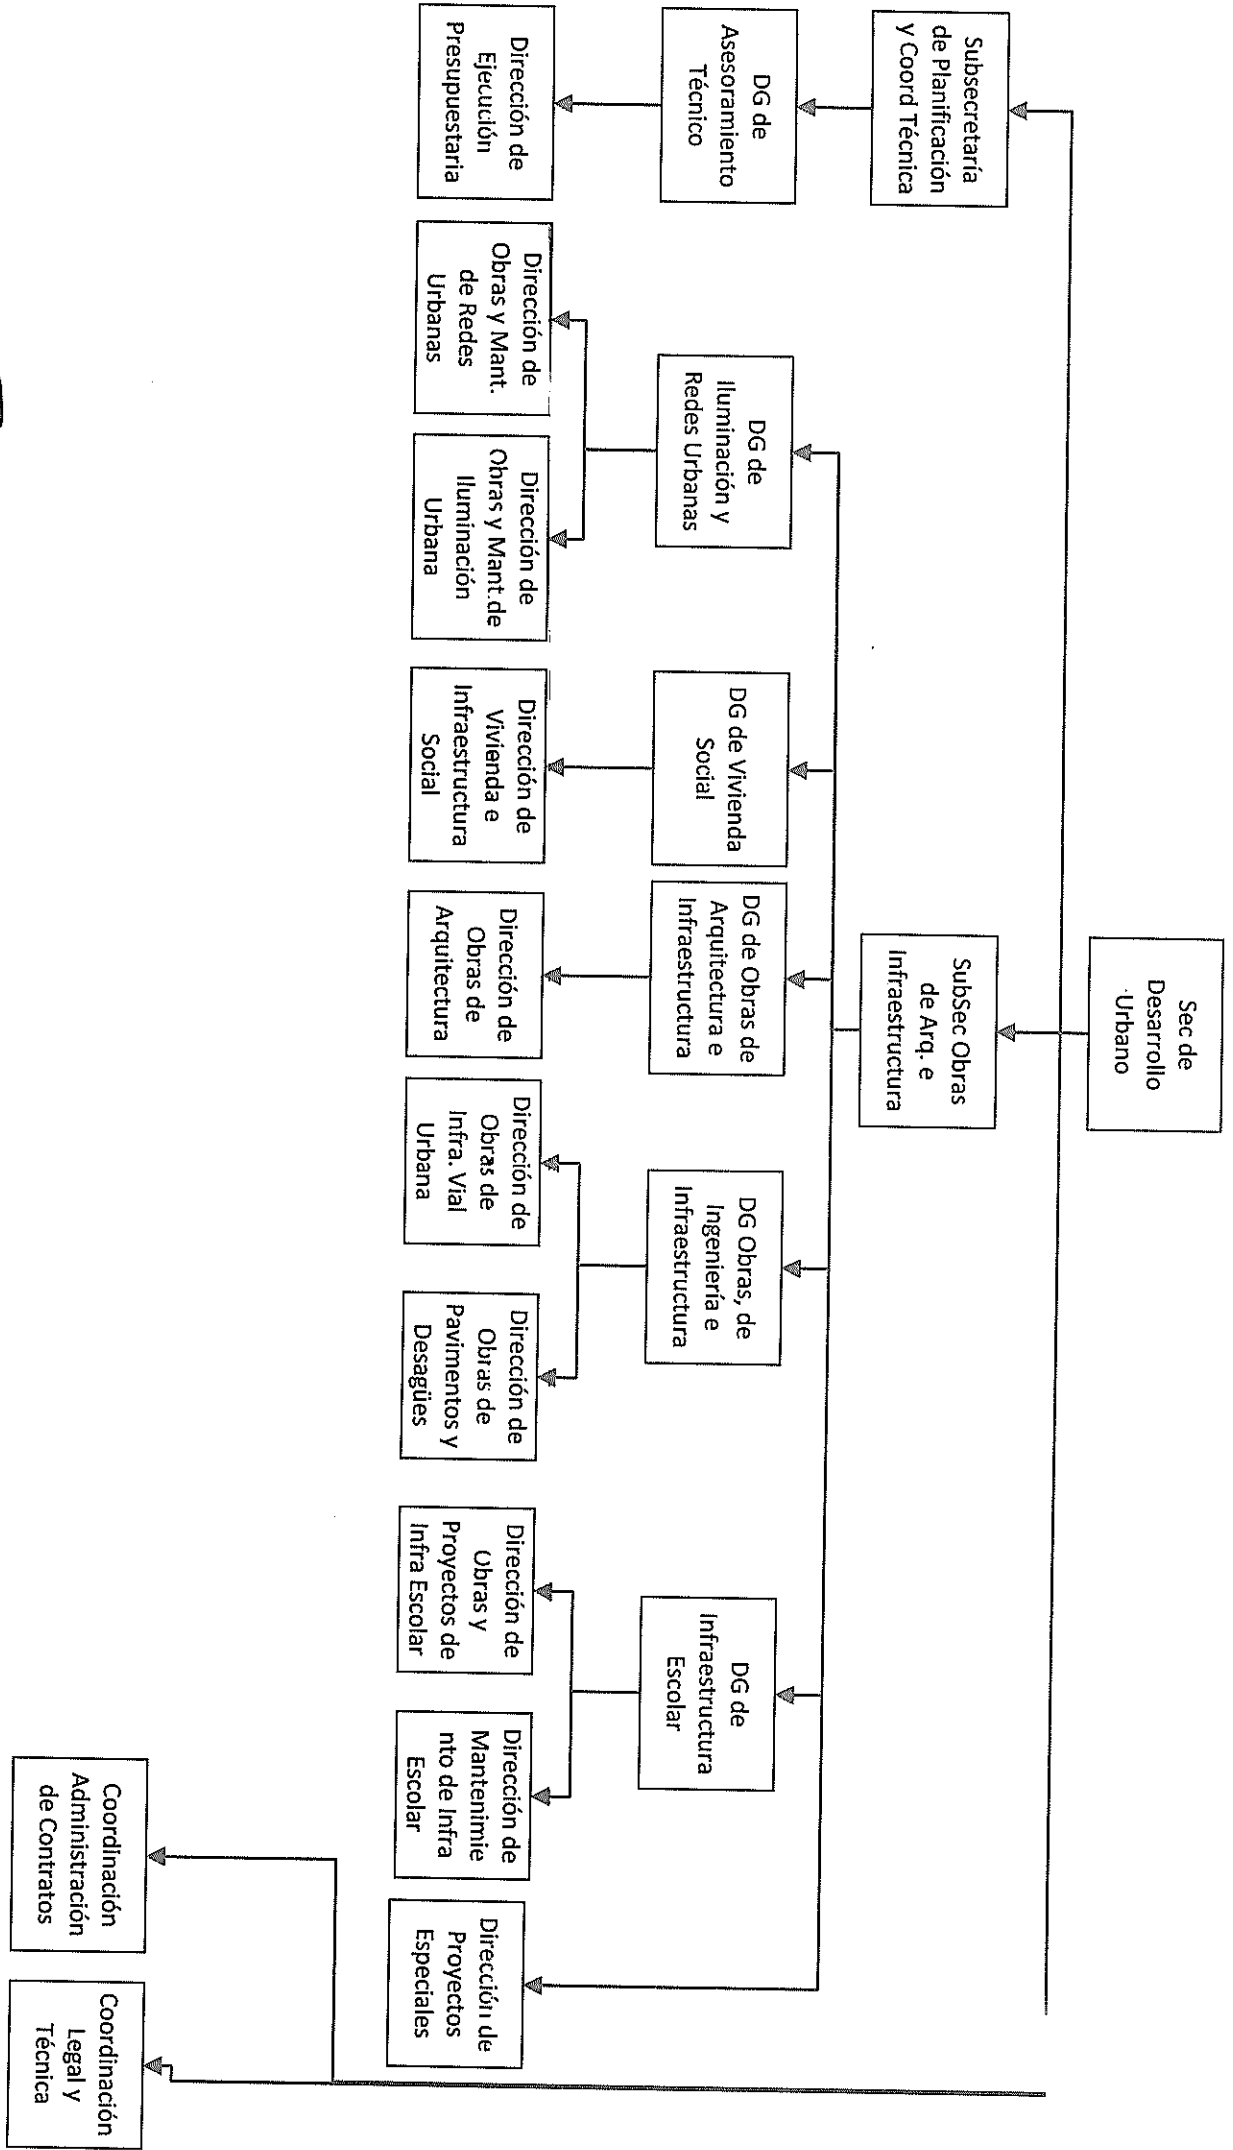 Sec de
Desarrollo
Urbano
Subsecretaría
de Planificación
y Coord Técnica
SubSec Obras
de Arq. e
Infraestructura
DG de
Asesoramiento
Técnico
DG de
Iluminación y
Redes Urbanas
DG de Vivienda
Social
DG de Obras de
Arquitectura e
Infraestructura
DG Obras, de
Ingeniería e
Infraestructura
DG de
Infraestructura
Escolar
Dirección de
Ejecución
Presupuestaria
Dirección de
Obras y Mant.
de Redes
Urbanas
Dirección de
Obras y Mant.de
Iluminación
Urbana
Dirección de
Vivienda e
Infraestructura
Social
Dirección de
Obras de
Arquitectura
Dirección de
Obras de
Infra. Vial
Urbana
Dirección de
Obras de
Pavimentos y
Desagües
Dirección de
Obras y
Proyectos de
Infra Escolar
Dirección de
Mantenimie
nto de Infra
Escolar
Dirección de
Proyectos
Especiales
Coordinación
Administración
de Contratos
Coordinación
Legal y
Técnica